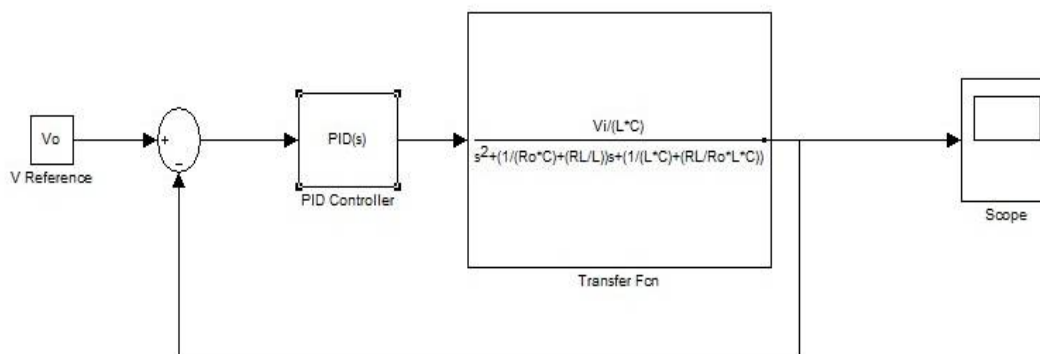 Vo
V Reference
+
−
PID(s)
PID Controller
Vi/(L*C)
s²+(1/(Ro*C)+(RL/L))s+(1/(L*C)+(RL/Ro*L*C))
Transfer Fcn
Scope